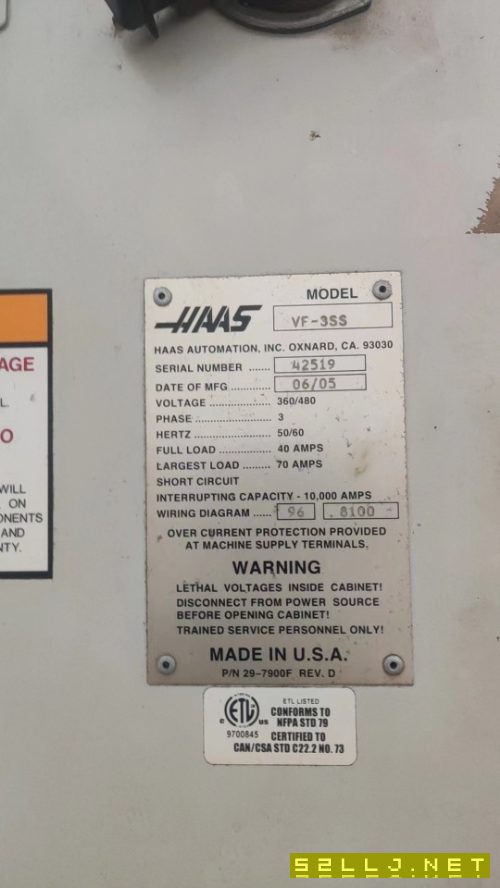 MODEL
HAAS VF-3SS
HAAS AUTOMATION, INC. OXNARD, CA. 93030
SERIAL NUMBER ...... 42519
DATE OF MFG ........... 06/05
VOLTAGE ..................... 360/480
PHASE ......................... 3
HERTZ ......................... 50/60
FULL LOAD ................. 40 AMPS
LARGEST LOAD ........ 70 AMPS
SHORT CIRCUIT
INTERRUPTING CAPACITY - 10,000 AMPS
WIRING DIAGRAM ..... 96 8100
OVER CURRENT PROTECTION PROVIDED
AT MACHINE SUPPLY TERMINALS.
WARNING
LETHAL VOLTAGES INSIDE CABINET!
DISCONNECT FROM POWER SOURCE
BEFORE OPENING CABINET!
TRAINED SERVICE PERSONNEL ONLY!
MADE IN U.S.A.
P/N 29-7900F REV. D
ETL LISTED
CONFORMS TO
NFPA STD 79
C ETL US
9700845
CERTIFIED TO
CAN/CSA STD C22.2 NO. 73
AGE
L
O
WILL
ON
ONENTS
AND
TY.
52LLJ.NET